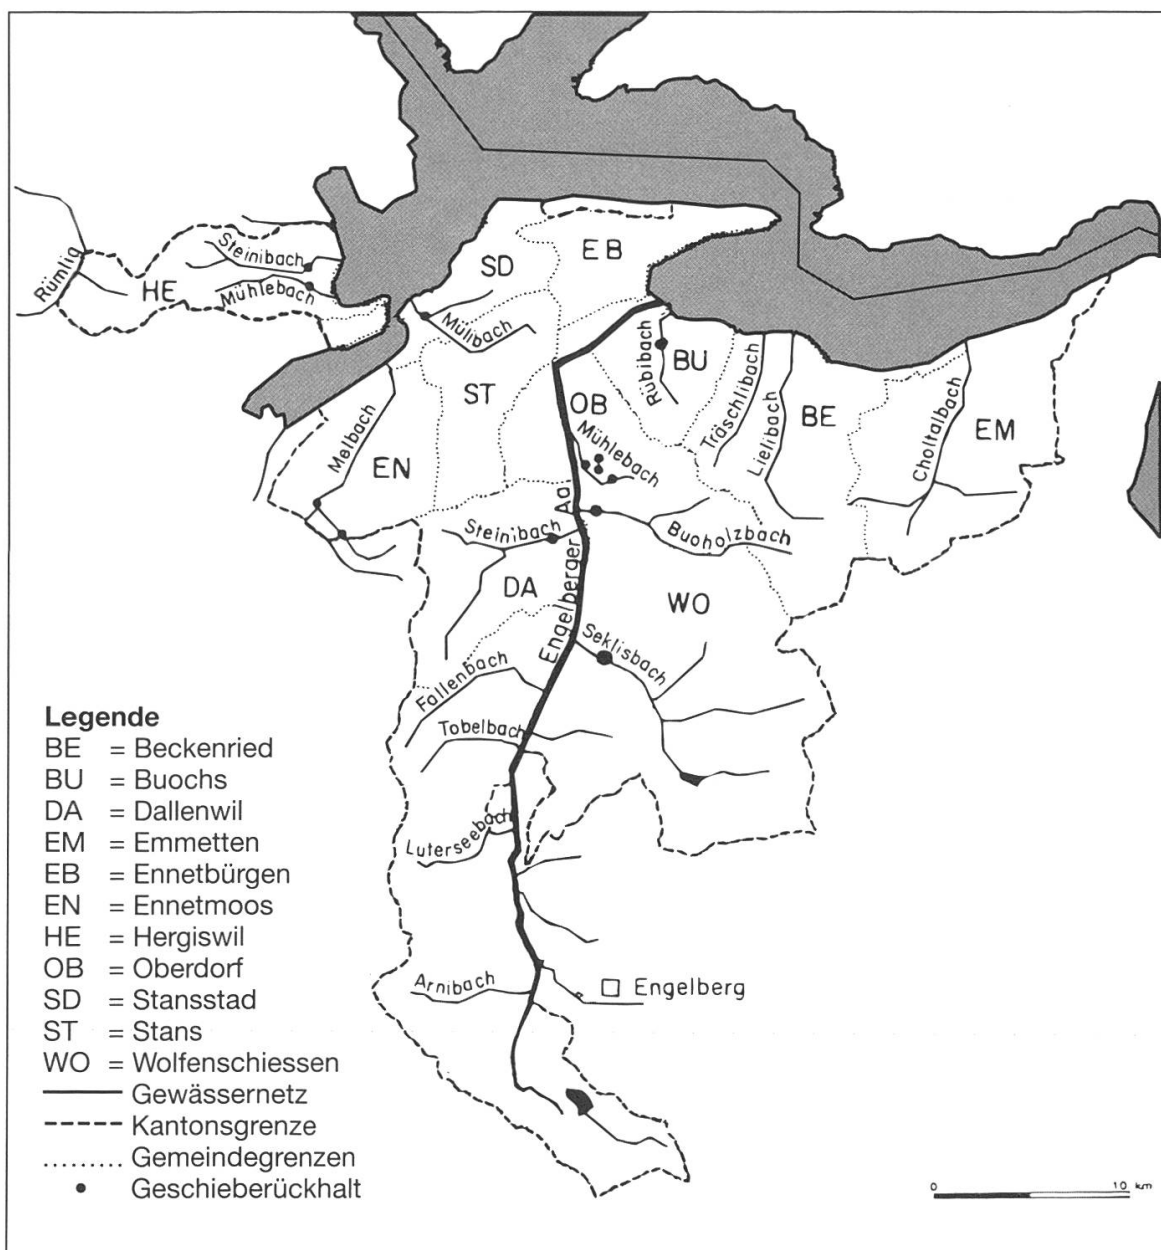 EB
SD
Steinibach
Rümlig
HE
Mühlebach
Mülibach
BU
Rübibach
ST
OB
Träschlibach
Lielibach
BE
Choltalbach
EM
Melbach
EN
Mühlebach
Steinibach
Engelberger Aa
Buoholzbach
DA
WO
Seklisbach
Fallenbach
Tobelbach
Luterseebach
Arnibach
Engelberg
Legende
BE = Beckenried
BU = Buochs
DA = Dallenwil
EM = Emmetten
EB = Ennetbürgen
EN = Ennetmoos
HE = Hergiswil
OB = Oberdorf
SD = Stansstad
ST = Stans
WO = Wolfenschiessen
Gewässernetz
Kantonsgrenze
Gemeindegrenzen
Geschieberückhalt
0 10 km